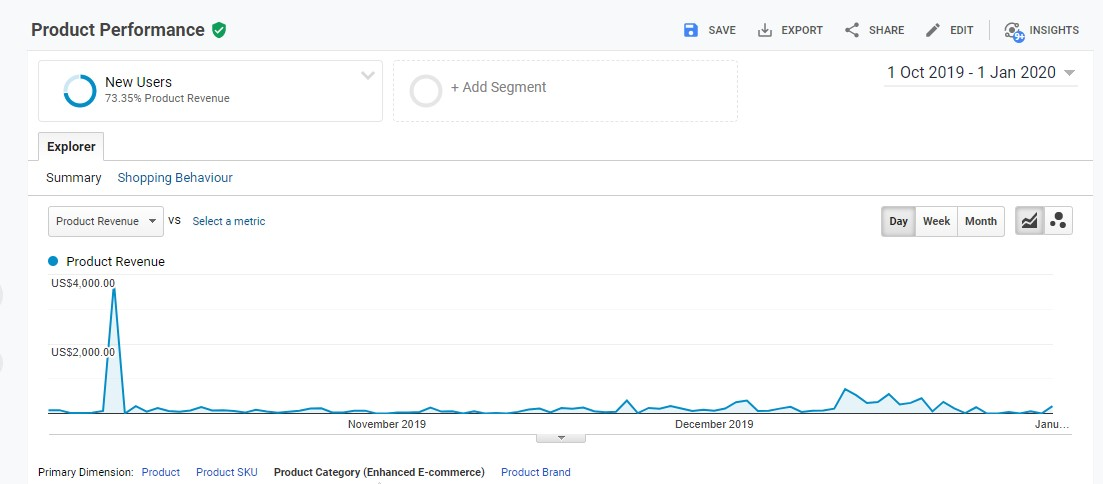 Product Performance
SAVE EXPORT SHARE EDIT 9+ INSIGHTS
New Users
73.35% Product Revenue
+ Add Segment
1 Oct 2019 - 1 Jan 2020
Explorer
Summary Shopping Behaviour
Product Revenue VS Select a metric
Day Week Month
Product Revenue
US$4,000.00
US$2,000.00
November 2019 December 2019 Janu...
Primary Dimension: Product Product SKU Product Category (Enhanced E-commerce) Product Brand